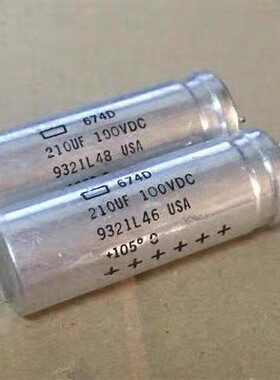 674D
210UF 100VDC
9321L48 USA
674D
210UF 100VDC
9321L46 USA
+105° C
++++++